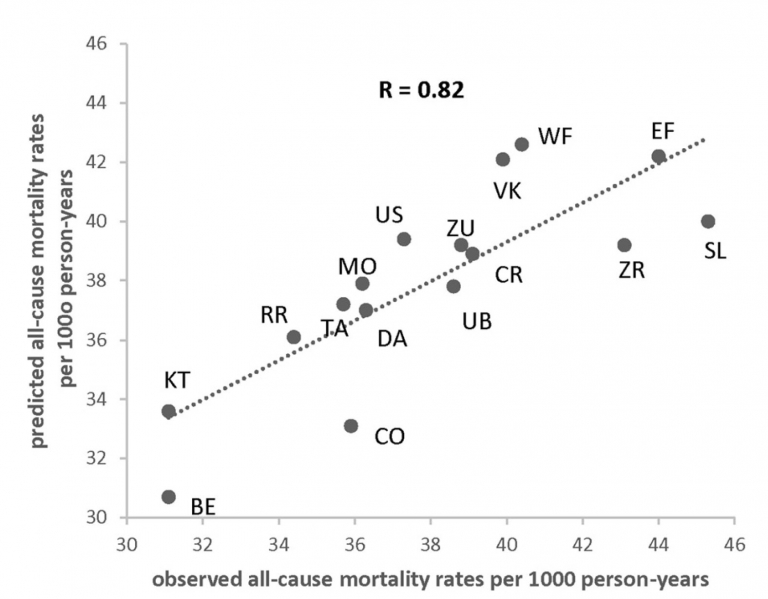 46
44
42
40
38
36
34
32
30
predicted all-cause mortality rates
per 100o person-years
R = 0.82
WF
EF
VK
US
ZU
SL
MO
CR
ZR
RR
TA
DA
UB
KT
CO
BE
30 32 34 36 38 40 42 44 46
observed all-cause mortality rates per 1000 person-years